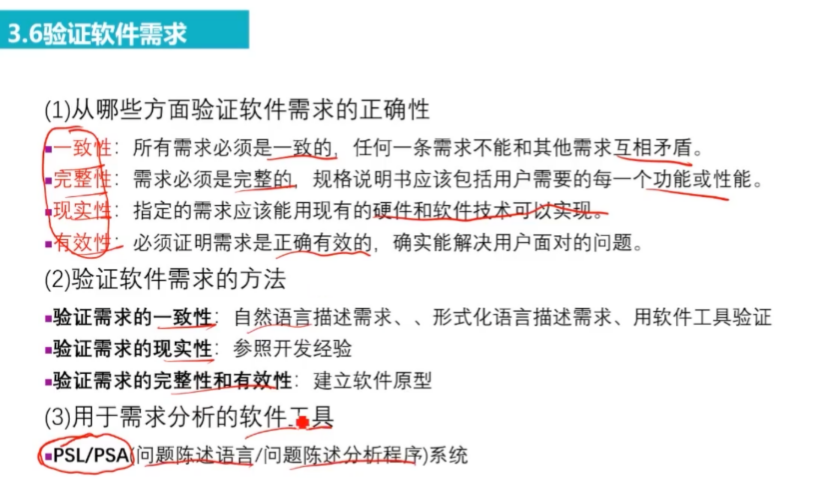 3.6验证软件需求
(1)从哪些方面验证软件需求的正确性
一致性：所有需求必须是一致的，任何一条需求不能和其他需求互相矛盾。
完整性：需求必须是完整的，规格说明书应该包括用户需要的每一个功能或性能。
现实性：指定的需求应该能用现有的硬件和软件技术可以实现。
有效性：必须证明需求是正确有效的，确实能解决用户面对的问题。
(2)验证软件需求的方法
验证需求的一致性：自然语言描述需求、、形式化语言描述需求、用软件工具验证
验证需求的现实性：参照开发经验
验证需求的完整性和有效性：建立软件原型
(3)用于需求分析的软件工具
PSL/PSA(问题陈述语言/问题陈述分析程序)系统